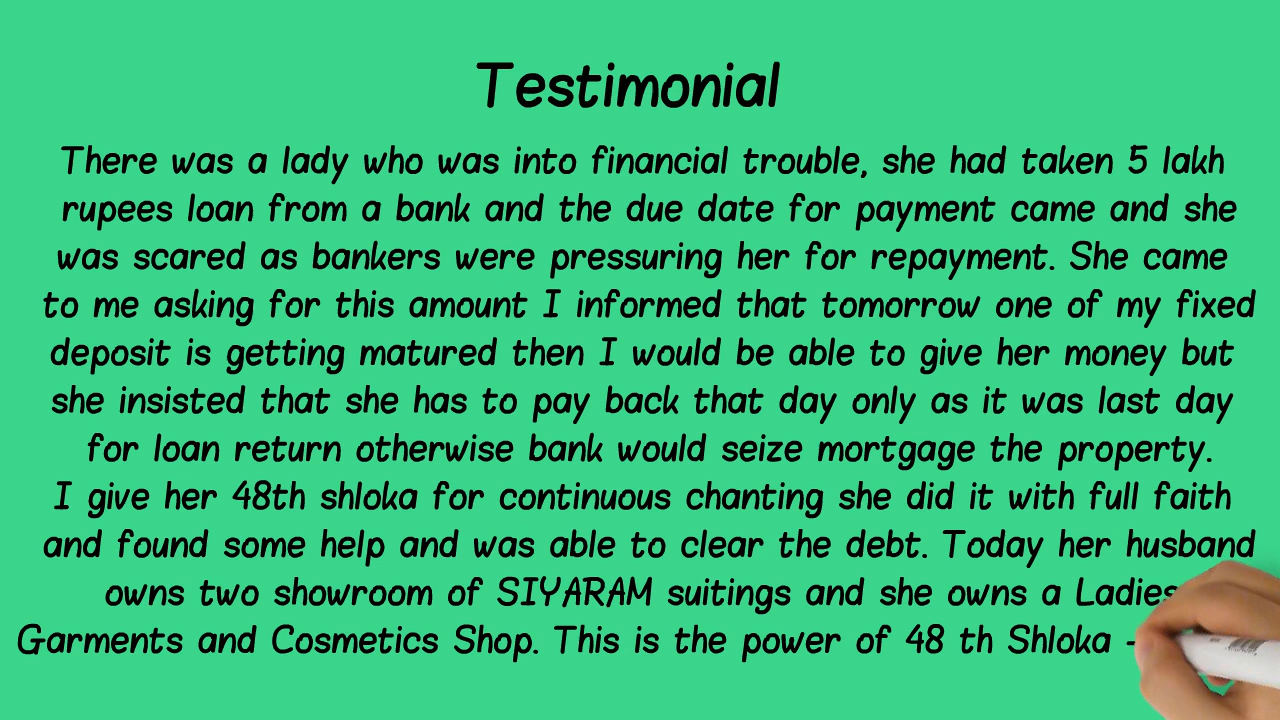 Testimonial
There was a lady who was into financial trouble, she had taken 5 lakh
rupees loan from a bank and the due date for payment came and she
was scared as bankers were pressuring her for repayment. She came
to me asking for this amount I informed that tomorrow one of my fixed
deposit is getting matured then I would be able to give her money but
she insisted that she has to pay back that day only as it was last day
for loan return otherwise bank would seize mortgage the property.
I give her 48th shloka for continuous chanting she did it with full faith
and found some help and was able to clear the debt. Today her husband
owns two showroom of SIYARAM suitings and she owns a Ladies
Garments and Cosmetics Shop. This is the power of 48 th Shloka -